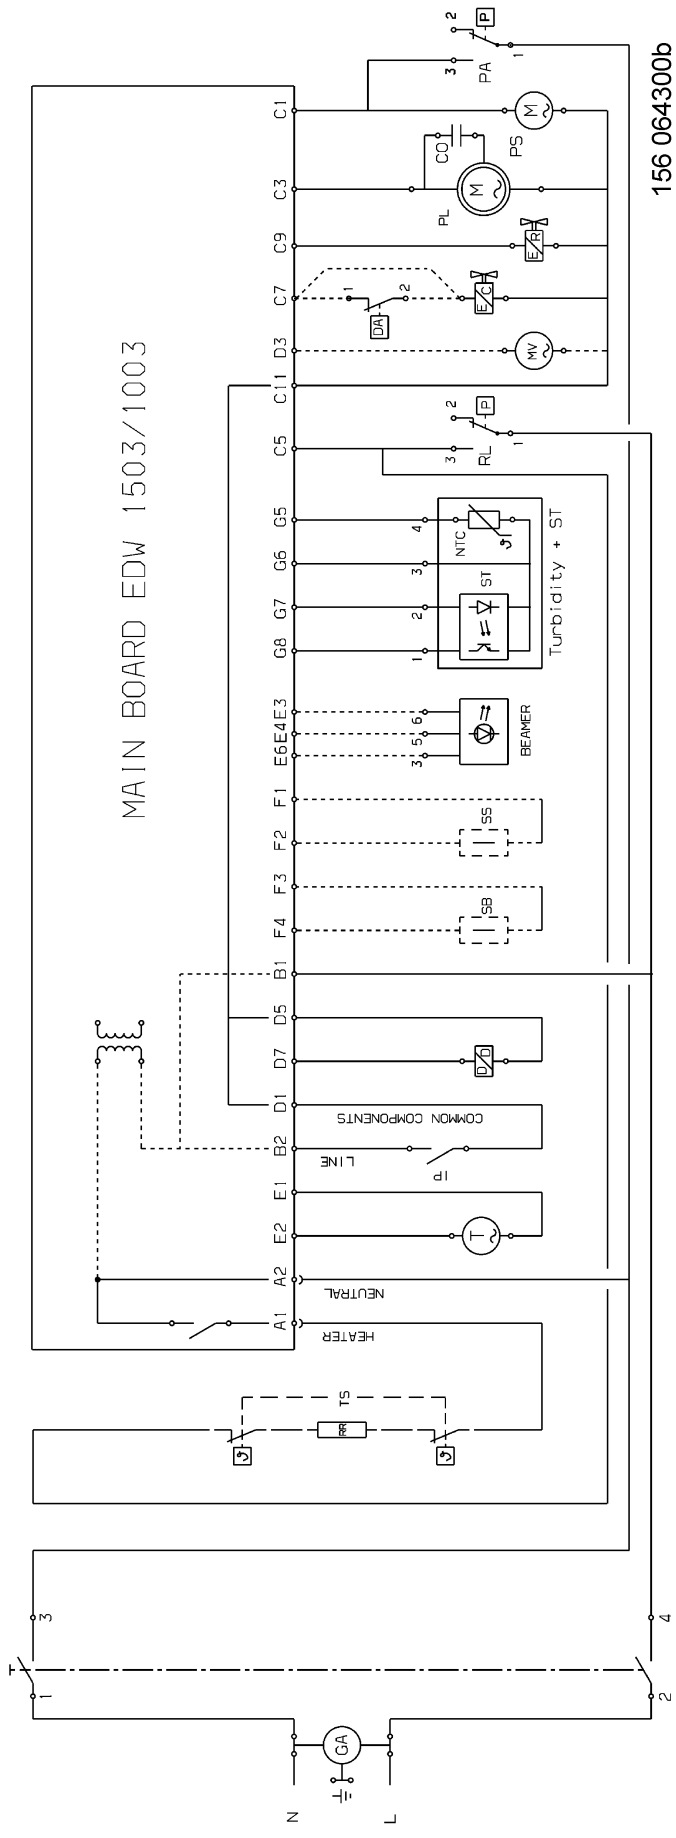 2
P
3
PA
1
156 064300b
C1
M
PS
CO
C3
M
PL
C9
E R
C7
1
2
DA
E C
D3
MV
MAIN BOARD EDW 1503/1003
C11
2
P
C5
3
RL
1
G5
4
NTC
ϑ
G6
3
ST
G7
2
G8
1
Turbidity + ST
E3
6
E4
5
E6
3
BEAMER
F1
SS
F2
F3
SB
F4
B1
D5
D7
D D
D1
COMMON COMPONENTS
B2
LINE
IP
E1
E2
T
A2
NEUTRAL
A1
HEATER
TS
ϑ
RR
ϑ
3
4
1
2
GA
N
L